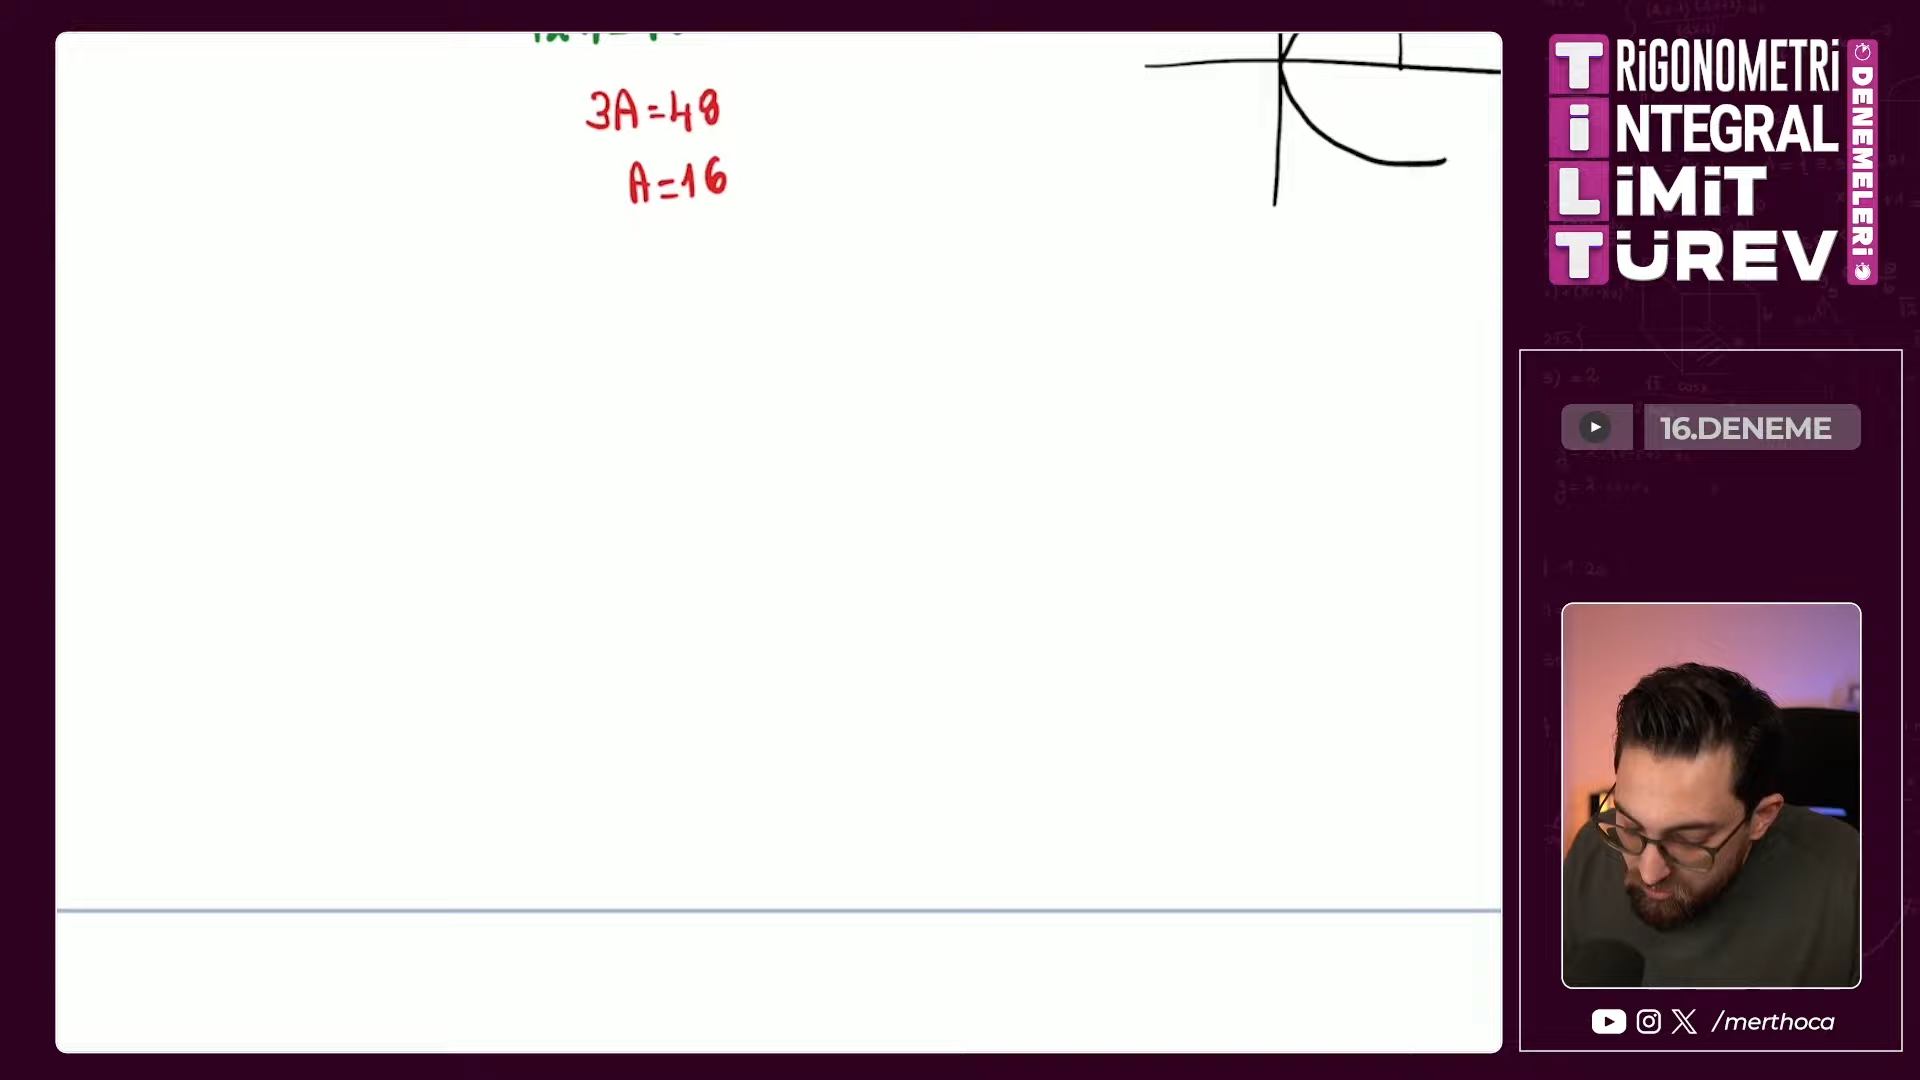 3A=48
A=16
TRiGONOMETRi
iNTEGRAL
LiMiT
TÜREV
DENEMELERi
16.DENEME
/merthoca